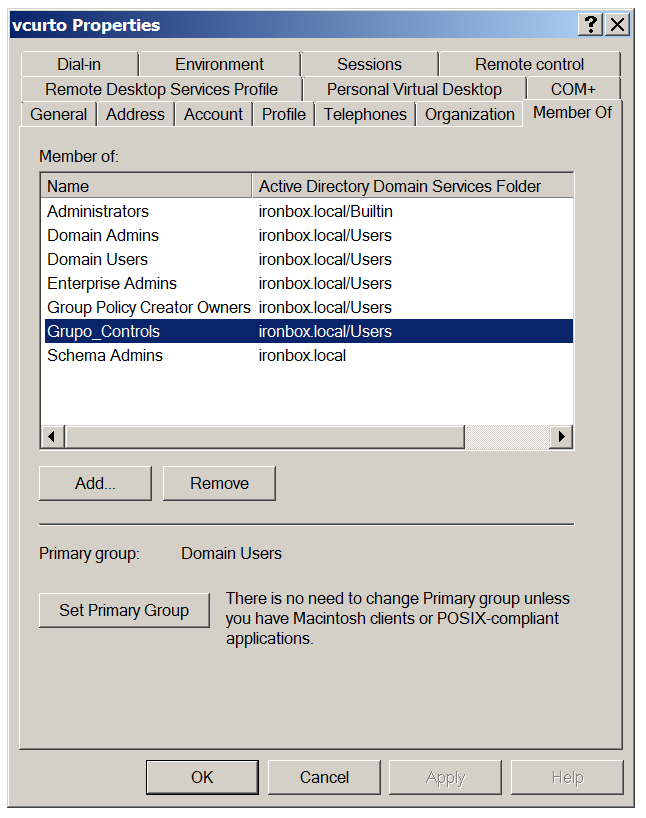 vcurto Properties
Dial-in Environment Sessions Remote control
Remote Desktop Services Profile Personal Virtual Desktop COM+
General Address Account Profile Telephones Organization Member Of
Member of:
Name Active Directory Domain Services Folder
Administrators ironbox.local/Builtin
Domain Admins ironbox.local/Users
Domain Users ironbox.local/Users
Enterprise Admins ironbox.local/Users
Group Policy Creator Owners ironbox.local/Users
Grupo_Controls ironbox.local/Users
Schema Admins ironbox.local
Add... Remove
Primary group: Domain Users
Set Primary Group
There is no need to change Primary group unless
you have Macintosh clients or POSIX-compliant
applications.
OK Cancel Apply Help